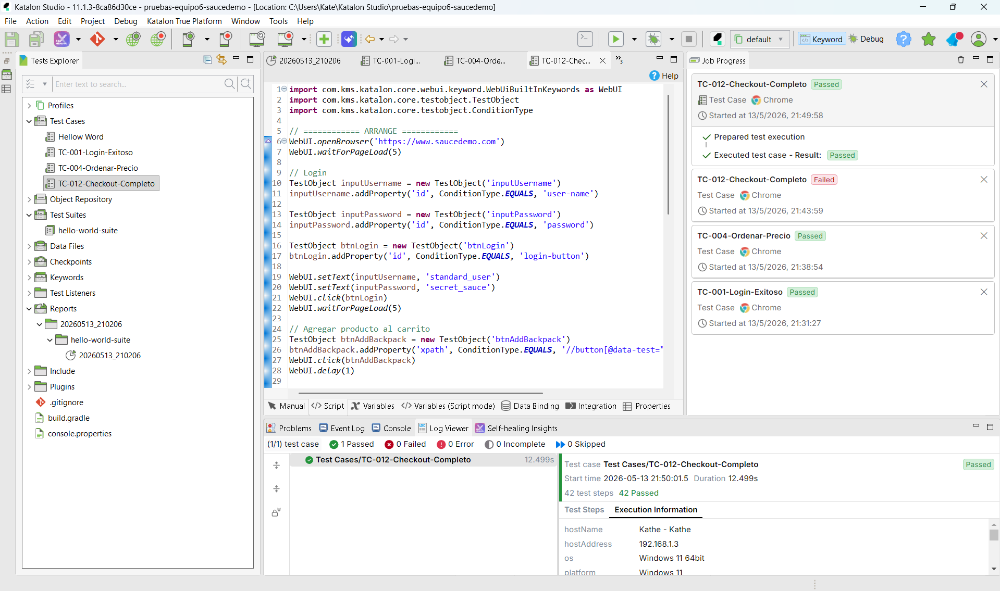 Katalon Studio - 11.1.3-8ca86d30ce - pruebas-equipo6-saucedemo - [Location: C:\Users\Kate\Katalon Studio\pruebas-equipo6-saucedemo]
File Action Edit Project Debug Katalon True Platform Window Tools Help
default Keyword Debug
Tests Explorer
Enter text to search...
Profiles
Test Cases
Hellow Word
TC-001-Login-Exitoso
TC-004-Ordenar-Precio
TC-012-Checkout-Completo
Object Repository
Test Suites
hello-world-suite
Data Files
Checkpoints
Keywords
Test Listeners
Reports
20260513_210206
hello-world-suite
20260513_210206
Include
Plugins
.gitignore
build.gradle
console.properties
20260513_210206 TC-001-Logi... TC-004-Orde... TC-012-Chec... »3
Help
1 import com.kms.katalon.core.webui.keyword.WebUiBuiltInKeywords as WebUI
2 import com.kms.katalon.core.testobject.TestObject
3 import com.kms.katalon.core.testobject.ConditionType
4
5 // ============ ARRANGE ============
6 WebUI.openBrowser('https://www.saucedemo.com')
7 WebUI.waitForPageLoad(5)
8
9 // Login
10 TestObject inputUsername = new TestObject('inputUsername')
11 inputUsername.addProperty('id', ConditionType.EQUALS, 'user-name')
12
13 TestObject inputPassword = new TestObject('inputPassword')
14 inputPassword.addProperty('id', ConditionType.EQUALS, 'password')
15
16 TestObject btnLogin = new TestObject('btnLogin')
17 btnLogin.addProperty('id', ConditionType.EQUALS, 'login-button')
18
19 WebUI.setText(inputUsername, 'standard_user')
20 WebUI.setText(inputPassword, 'secret_sauce')
21 WebUI.click(btnLogin)
22 WebUI.waitForPageLoad(5)
23
24 // Agregar producto al carrito
25 TestObject btnAddBackpack = new TestObject('btnAddBackpack')
26 btnAddBackpack.addProperty('xpath', ConditionType.EQUALS, '//button[@data-test="
27 WebUI.click(btnAddBackpack)
28 WebUI.delay(1)
29
Manual Script Variables Variables (Script mode) Data Binding Integration Properties
Job Progress
TC-012-Checkout-Completo Passed
Test Case Chrome
Started at 13/5/2026, 21:49:58
Prepared test execution
Executed test case - Result: Passed
TC-012-Checkout-Completo Failed
Test Case Chrome
Started at 13/5/2026, 21:43:59
TC-004-Ordenar-Precio Passed
Test Case Chrome
Started at 13/5/2026, 21:38:54
TC-001-Login-Exitoso Passed
Test Case Chrome
Started at 13/5/2026, 21:31:27
Problems Event Log Console Log Viewer Self-healing Insights
(1/1) test case 1 Passed 0 Failed 0 Error 0 Incomplete 0 Skipped
Test Cases/TC-012-Checkout-Completo 12.499s
Test case Test Cases/TC-012-Checkout-Completo Passed
Start time 2026-05-13 21:50:01.5 Duration 12.499s
42 test steps 42 Passed
Test Steps Execution Information
hostName Kathe - Kathe
hostAddress 192.168.1.3
os Windows 11 64bit
platform Windows 11